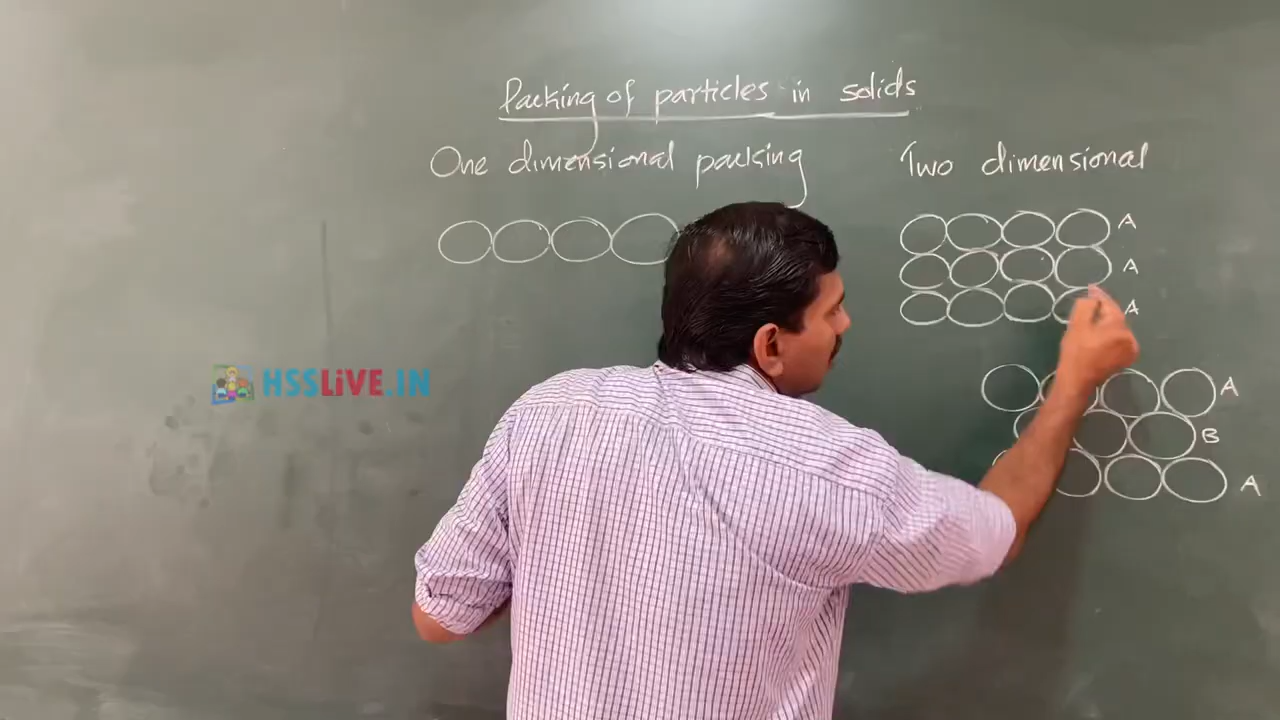 Packing of particles in solids
One dimensional packing
Two dimensional
A
A
A
HSSLiVE.IN
A
B
A